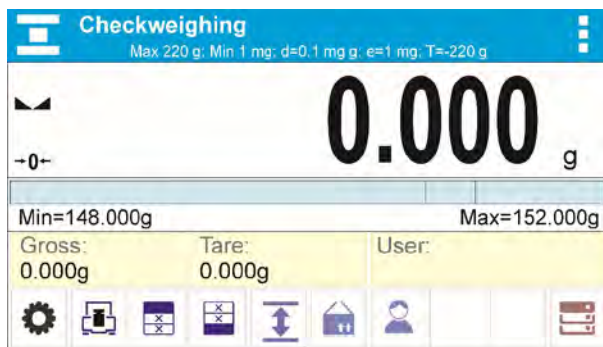 Checkweighing
Max 220 g: Min 1 mg: d=0.1 mg g: e=1 mg: T=-220 g
0.000 g
→0←
Min=148.000g Max=152.000g
Gross: Tare: User:
0.000g 0.000g